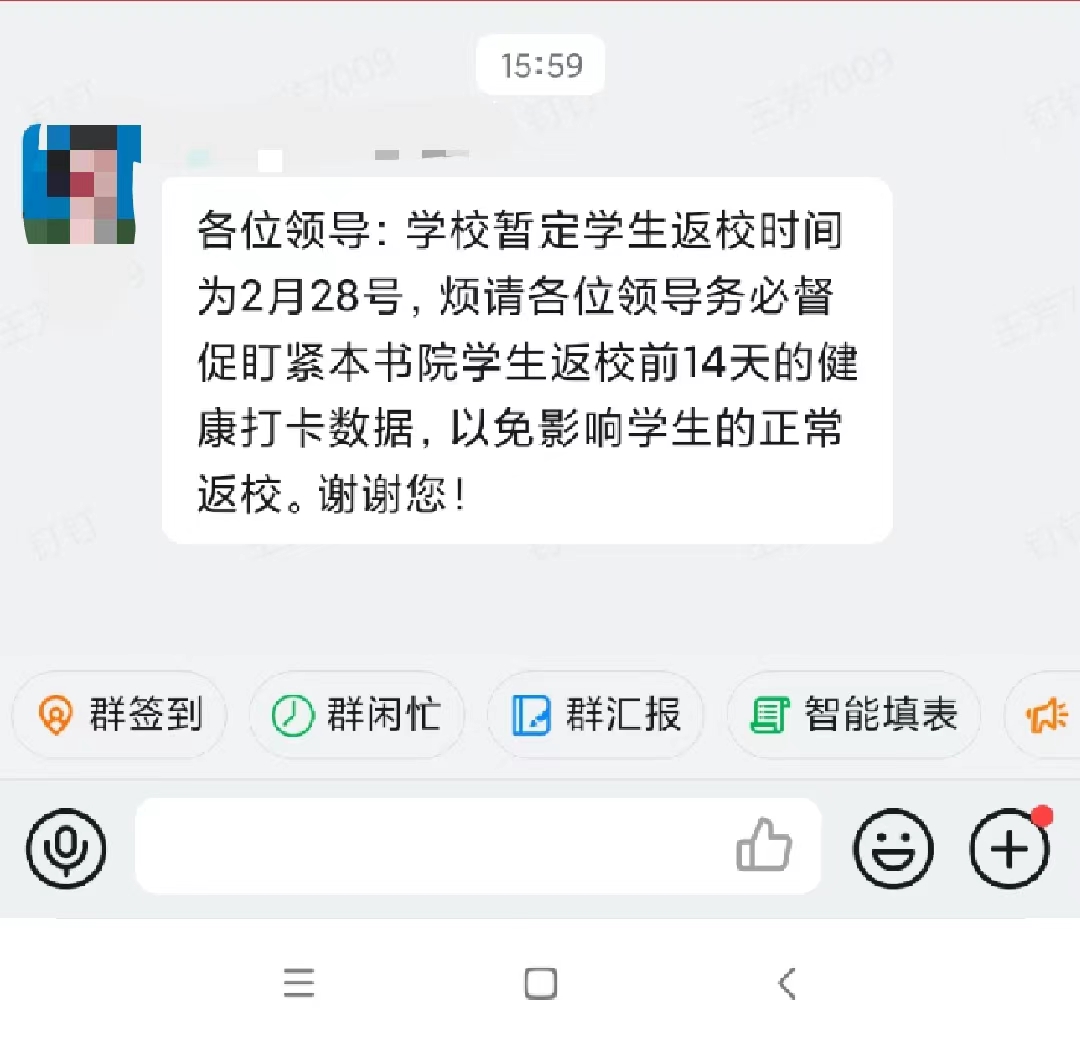 15:59
各位领导：学校暂定学生返校时间
为2月28号，烦请各位领导务必督
促盯紧本书院学生返校前14天的健
康打卡数据，以免影响学生的正常
返校。谢谢您！
群签到
群闲忙
群汇报
智能填表